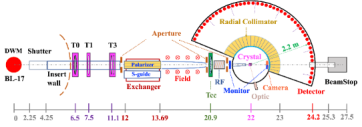 Radial Collimator
DWM
Shutter
T0
T1
T3
Aperture
2.2 m
BL-17
Insert
wall
Polarizer
S-guide
Exchanger
Field
RF
Crystal
Monitor
Camera
BeamStop
Optic
Detector
0 2.25 4.25 6.5 7.5 11.1 12 13.69 20.9 22 23 24.2 25.3 27.5